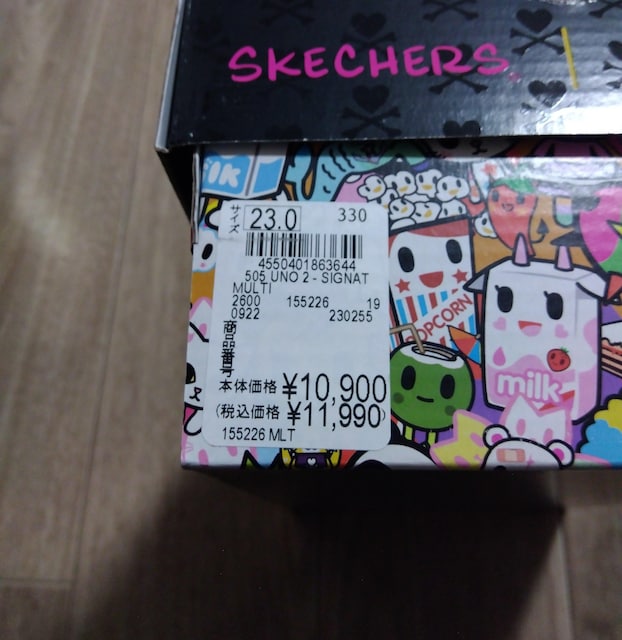 SKECHERS
ilk
サイズ 23.0 330
4550401863644
505 UNO 2 - SIGNAT
MULTI
2600 155226 19
0922 230255
商品番号
本体価格 ¥10,900
(税込価格 ¥11,990)
155226 MLT
POPCORN
milk